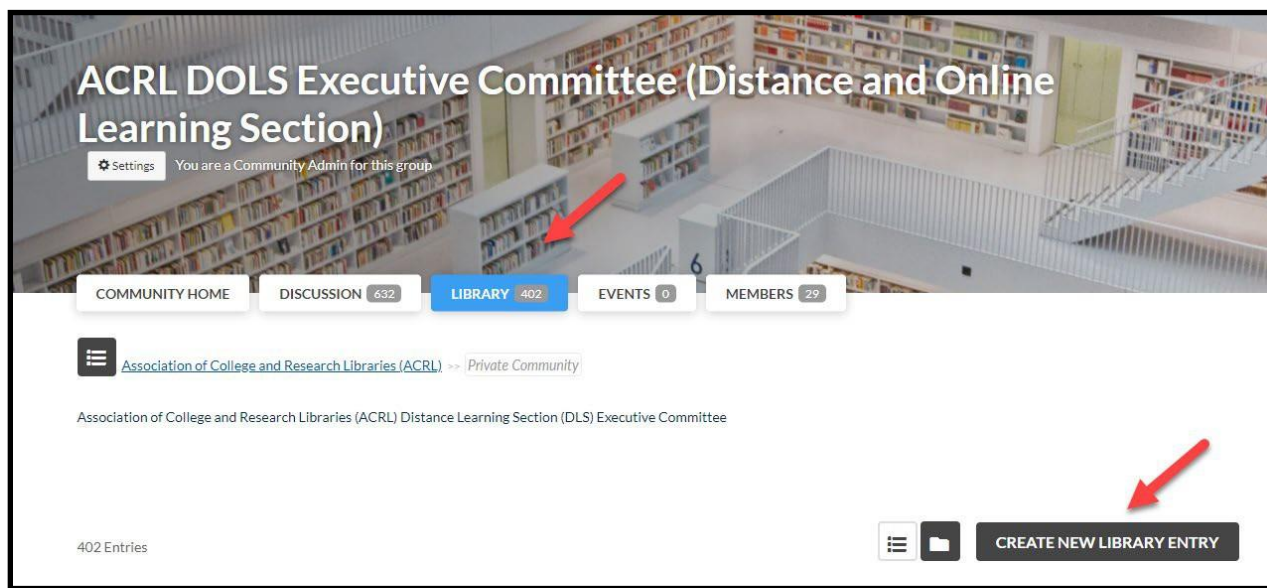 ACRL DOLS Executive Committee (Distance and Online
Learning Section)
Settings You are a Community Admin for this group
6
COMMUNITY HOME DISCUSSION 632 LIBRARY 402 EVENTS 0 MEMBERS 29
Association of College and Research Libraries (ACRL) >> Private Community
Association of College and Research Libraries (ACRL) Distance Learning Section (DLS) Executive Committee
402 Entries CREATE NEW LIBRARY ENTRY